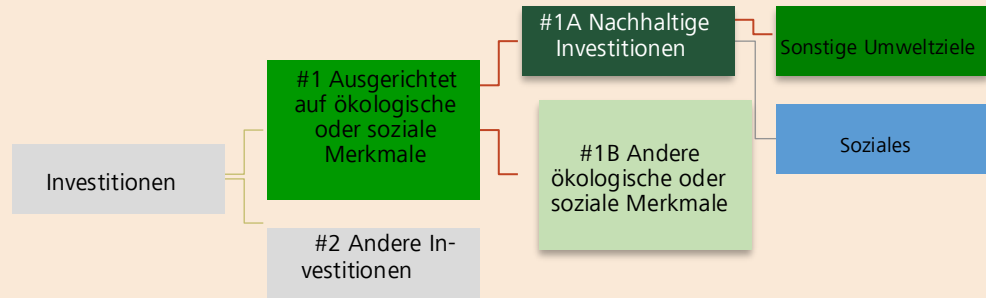 Investitionen
#1 Ausgerichtet
auf ökologische
oder soziale
Merkmale
#2 Andere In-
vestitionen
#1A Nachhaltige
Investitionen
#1B Andere
ökologische oder
soziale Merkmale
Sonstige Umweltziele
Soziales